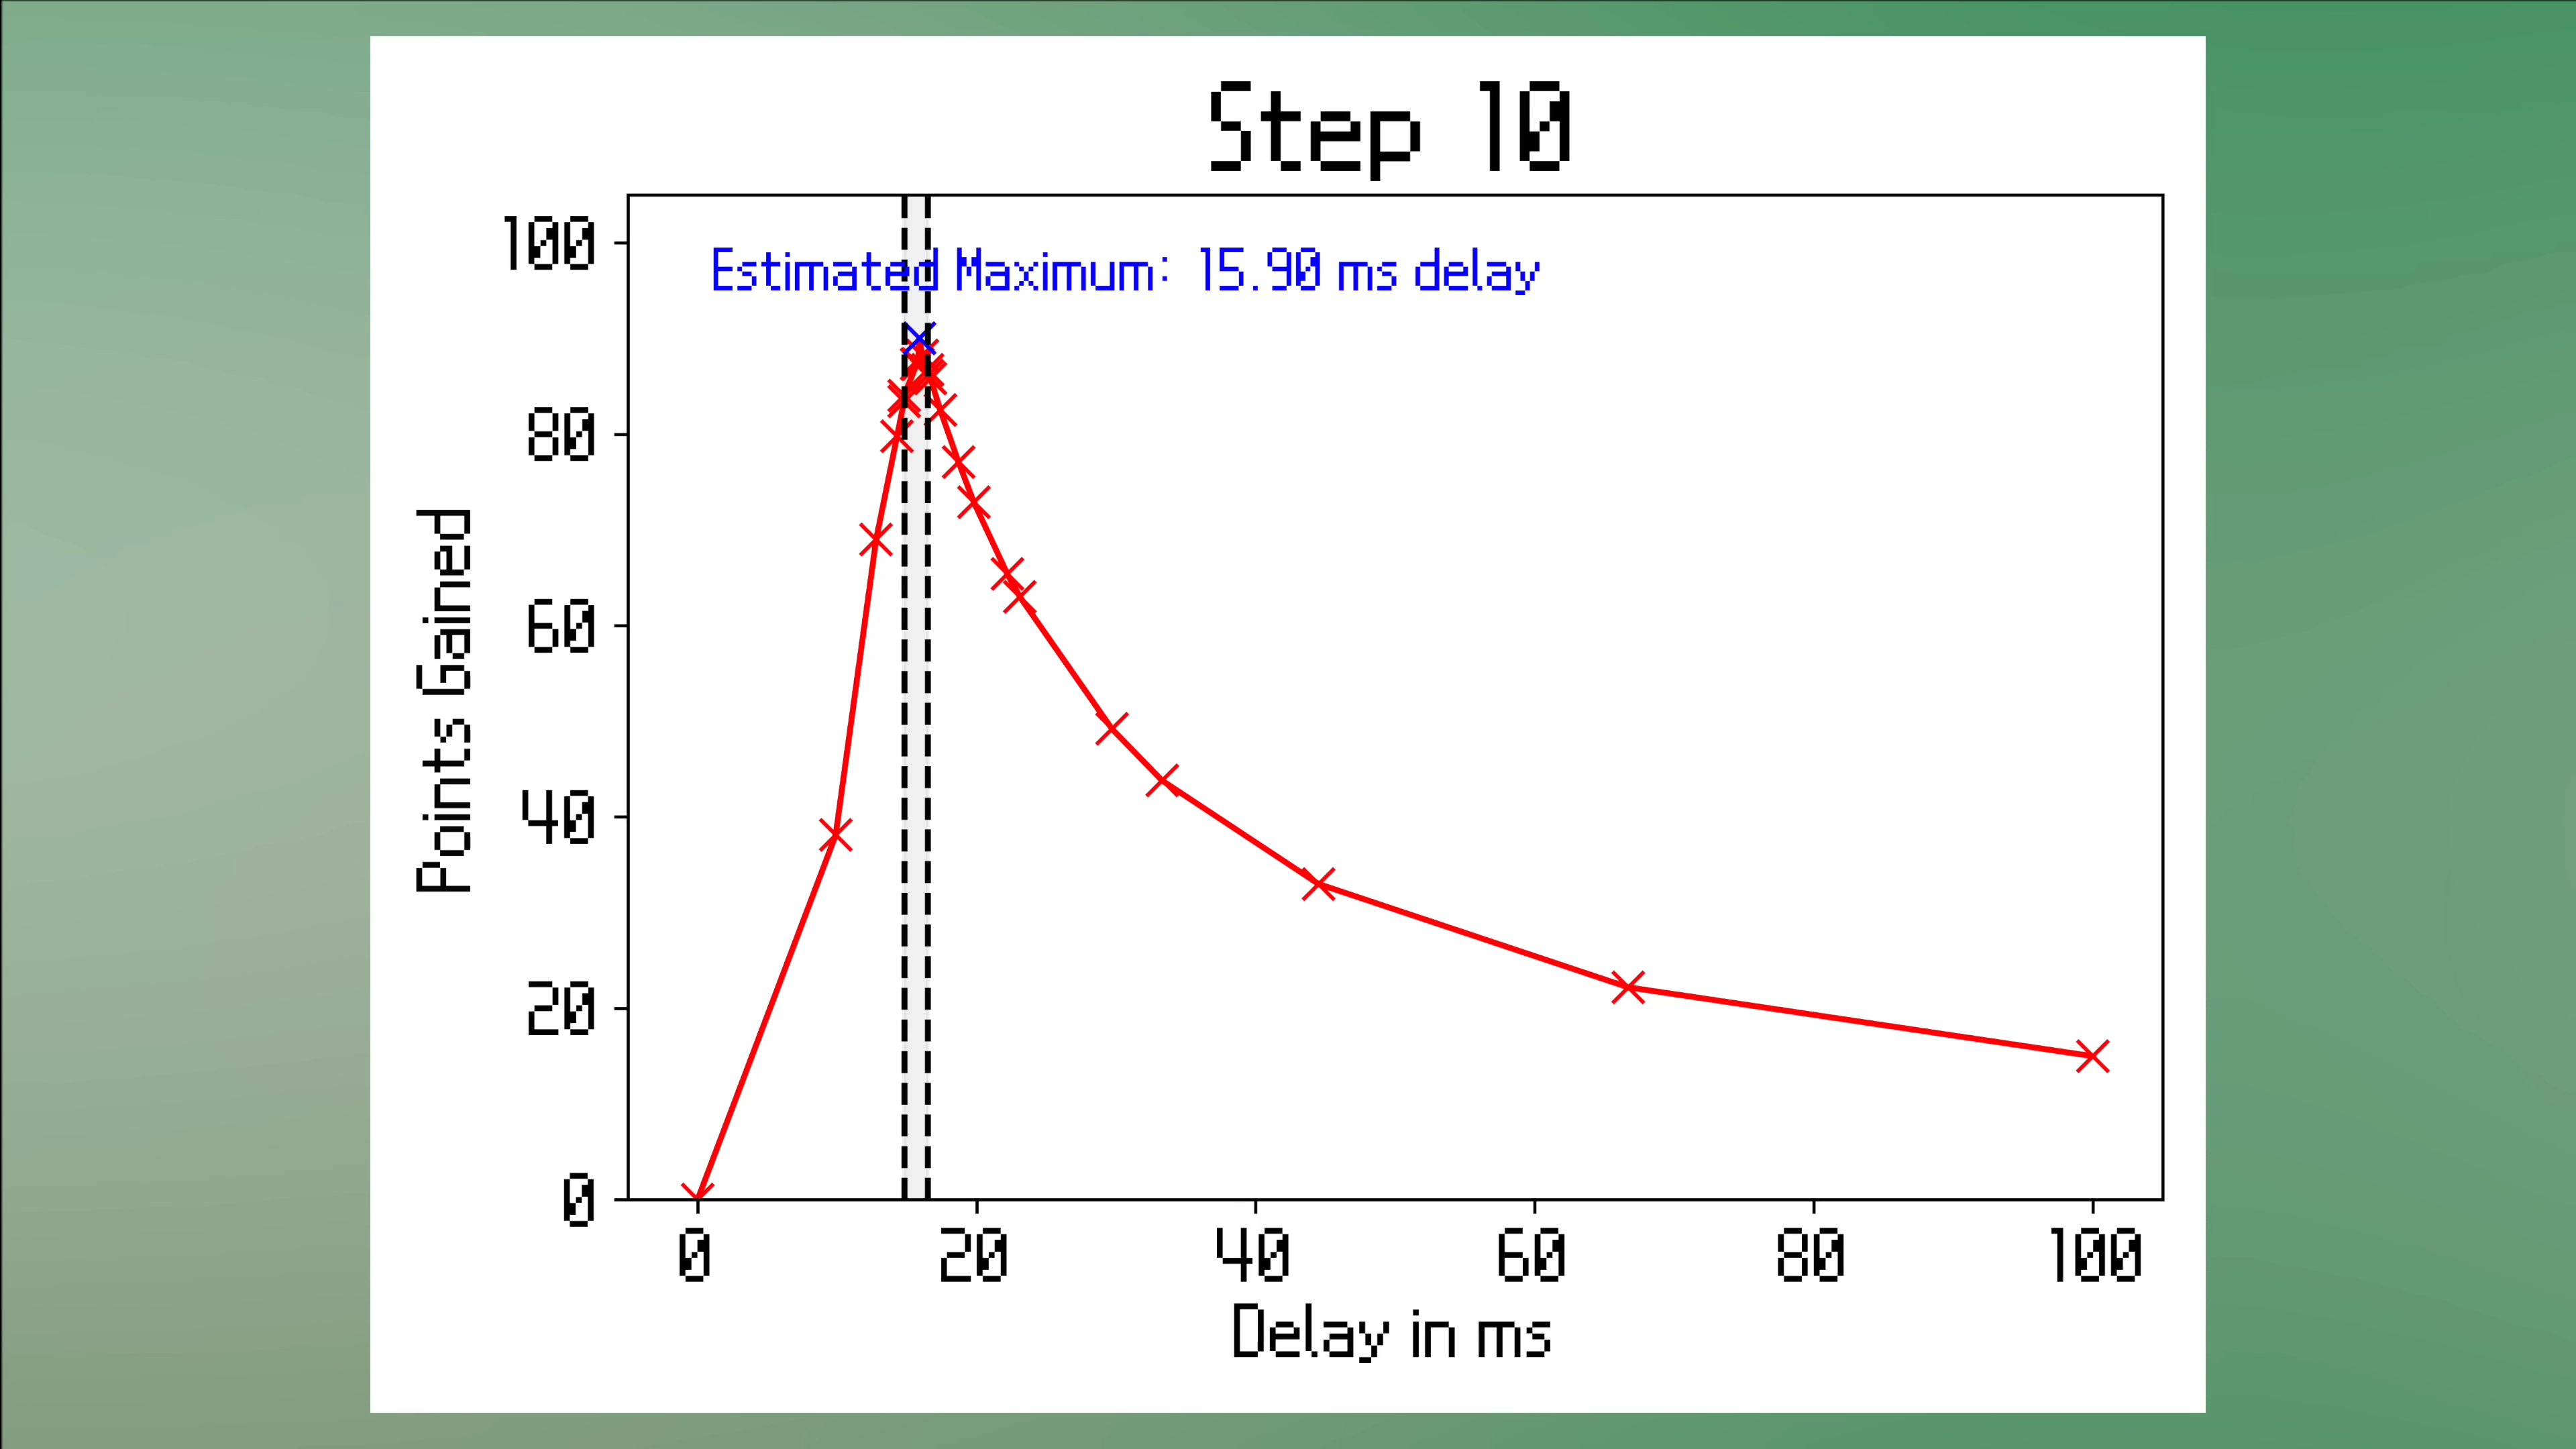 Step 10
100
Estimated Maximum: 15.90 ms delay
80
60
40
20
0
Points Gained
0 20 40 60 80 100
Delay in ms